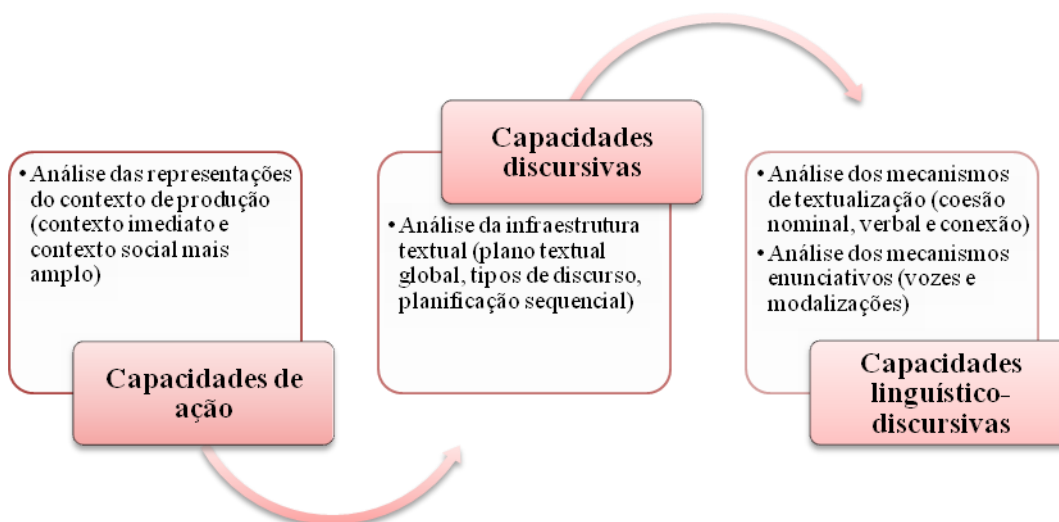 • Análise das representações
do contexto de produção
(contexto imediato e
contexto social mais
amplo)
Capacidades de
ação
Capacidades
discursivas
• Análise da infraestrutura
textual (plano textual
global, tipos de discurso,
planificação sequencial)
• Análise dos mecanismos
de textualização (coesão
nominal, verbal e conexão)
• Análise dos mecanismos
enunciativos (vozes e
modalizações)
Capacidades
linguístico-
discursivas